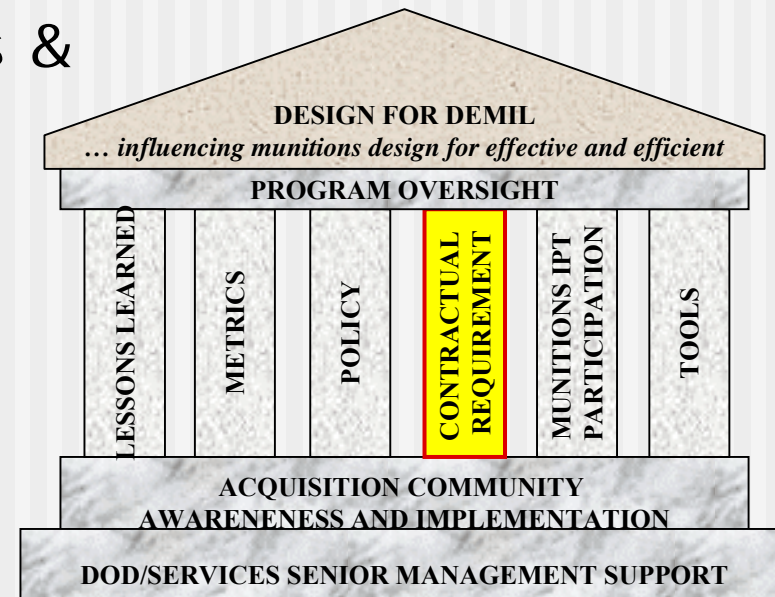 s &
DESIGN FOR DEMIL
… influencing munitions design for effective and efficient
PROGRAM OVERSIGHT
LESSONS LEARNED
METRICS
POLICY
CONTRACTUAL
REQUIREMENT
MUNITIONS IPT
PARTICIPATION
TOOLS
ACQUISITION COMMUNITY
AWARENENESS AND IMPLEMENTATION
DOD/SERVICES SENIOR MANAGEMENT SUPPORT